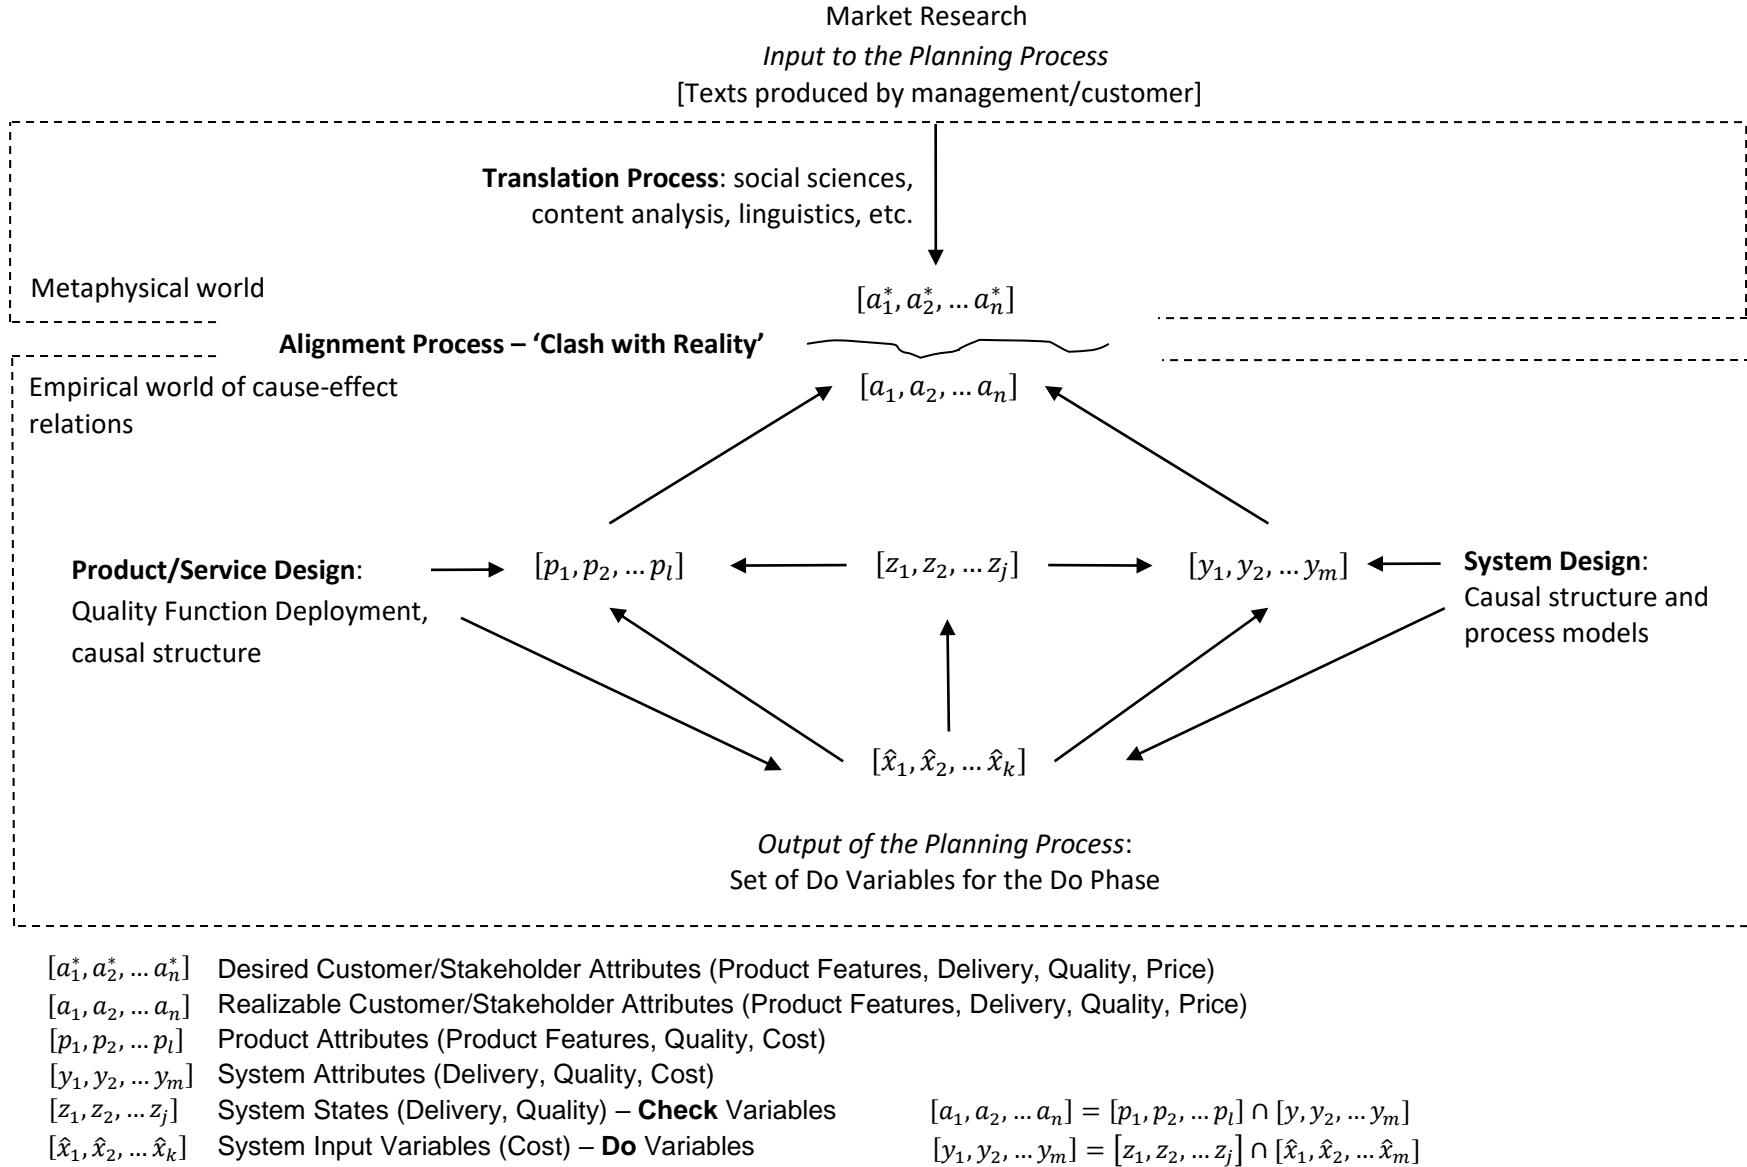 Market Research
Input to the Planning Process
[Texts produced by management/customer]
Translation Process: social sciences,
content analysis, linguistics, etc.
Metaphysical world
[a₁*, a₂*, … aₙ*]
Alignment Process – ‘Clash with Reality’
Empirical world of cause-effect
relations
[a₁, a₂, … aₙ]
Product/Service Design:
Quality Function Deployment,
causal structure
[p₁, p₂, … pₗ]
[z₁, z₂, … zⱼ]
[y₁, y₂, … yₘ]
System Design:
Causal structure and
process models
[x̂₁, x̂₂, … x̂ₖ]
Output of the Planning Process:
Set of Do Variables for the Do Phase
[a₁*, a₂*, … aₙ*] Desired Customer/Stakeholder Attributes (Product Features, Delivery, Quality, Price)
[a₁, a₂, … aₙ] Realizable Customer/Stakeholder Attributes (Product Features, Delivery, Quality, Price)
[p₁, p₂, … pₗ] Product Attributes (Product Features, Quality, Cost)
[y₁, y₂, … yₘ] System Attributes (Delivery, Quality, Cost)
[z₁, z₂, … zⱼ] System States (Delivery, Quality) – Check Variables [a₁, a₂, … aₙ] = [p₁, p₂, … pₗ] ∩ [y, y₂, … yₘ]
[x̂₁, x̂₂, … x̂ₖ] System Input Variables (Cost) – Do Variables [y₁, y₂, … yₘ] = [z₁, z₂, … zⱼ] ∩ [x̂₁, x̂₂, … x̂ₘ]